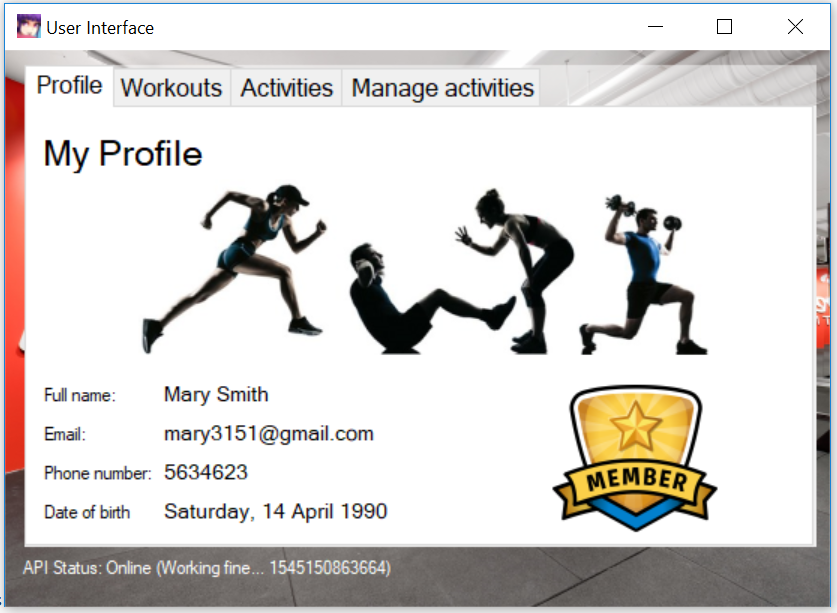 User Interface
Profile Workouts Activities Manage activities
My Profile
Full name: Mary Smith
Email: mary3151@gmail.com
Phone number: 5634623
Date of birth Saturday, 14 April 1990
MEMBER
API Status: Online (Working fine... 1545150863664)